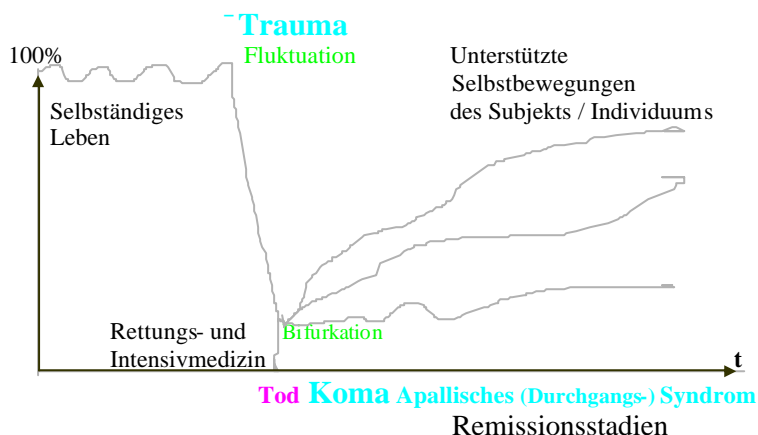 Trauma
100%
Fluktuation
Unterstützte
Selbstbewegungen
des Subjekts / Individuums
Selbständiges
Leben
Rettungs- und
Intensivmedizin
Bifurkation
t
Tod Koma Apallisches (Durchgangs-) Syndrom
Remissionsstadien